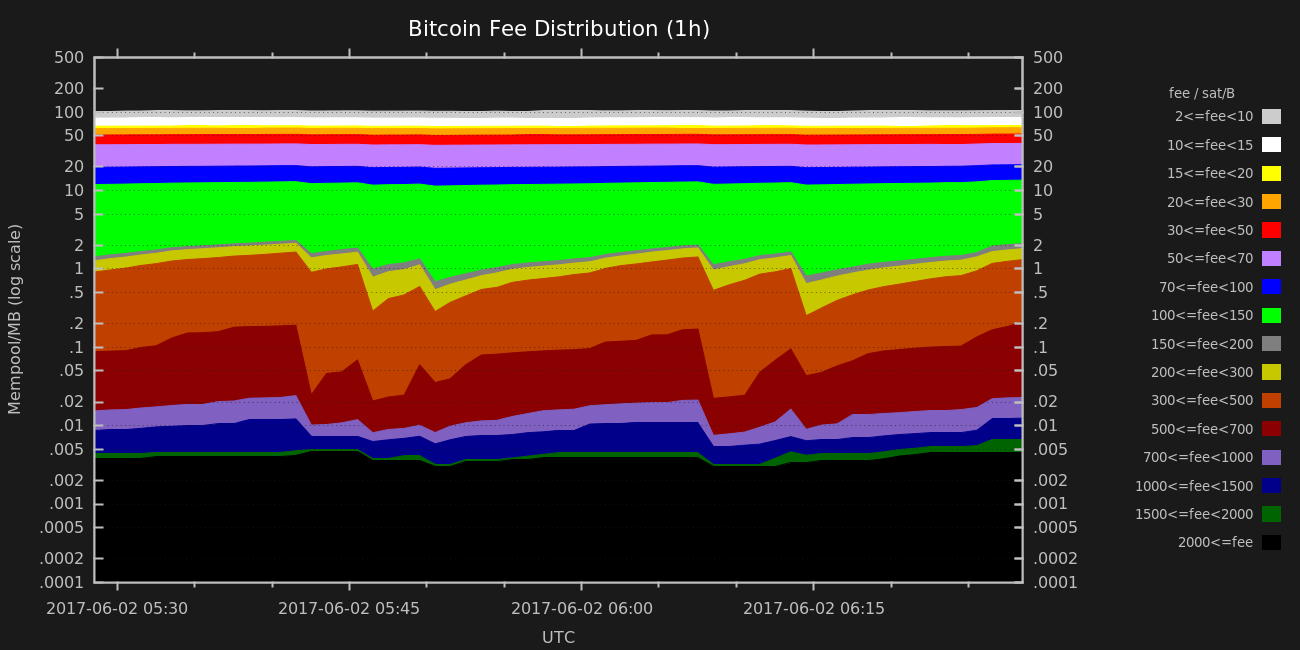 Bitcoin Fee Distribution (1h)
500 500
200 200
100 100
50 50
20 20
10 10
5 5
2 2
1 1
.5 .5
.2 .2
.1 .1
.05 .05
.02 .02
.01 .01
.005 .005
.002 .002
.001 .001
.0005 .0005
.0002 .0002
.0001 .0001
Mempool/MB (log scale)
2017-06-02 05:30 2017-06-02 05:45 2017-06-02 06:00 2017-06-02 06:15
UTC
fee / sat/B
2<=fee<10
10<=fee<15
15<=fee<20
20<=fee<30
30<=fee<50
50<=fee<70
70<=fee<100
100<=fee<150
150<=fee<200
200<=fee<300
300<=fee<500
500<=fee<700
700<=fee<1000
1000<=fee<1500
1500<=fee<2000
2000<=fee